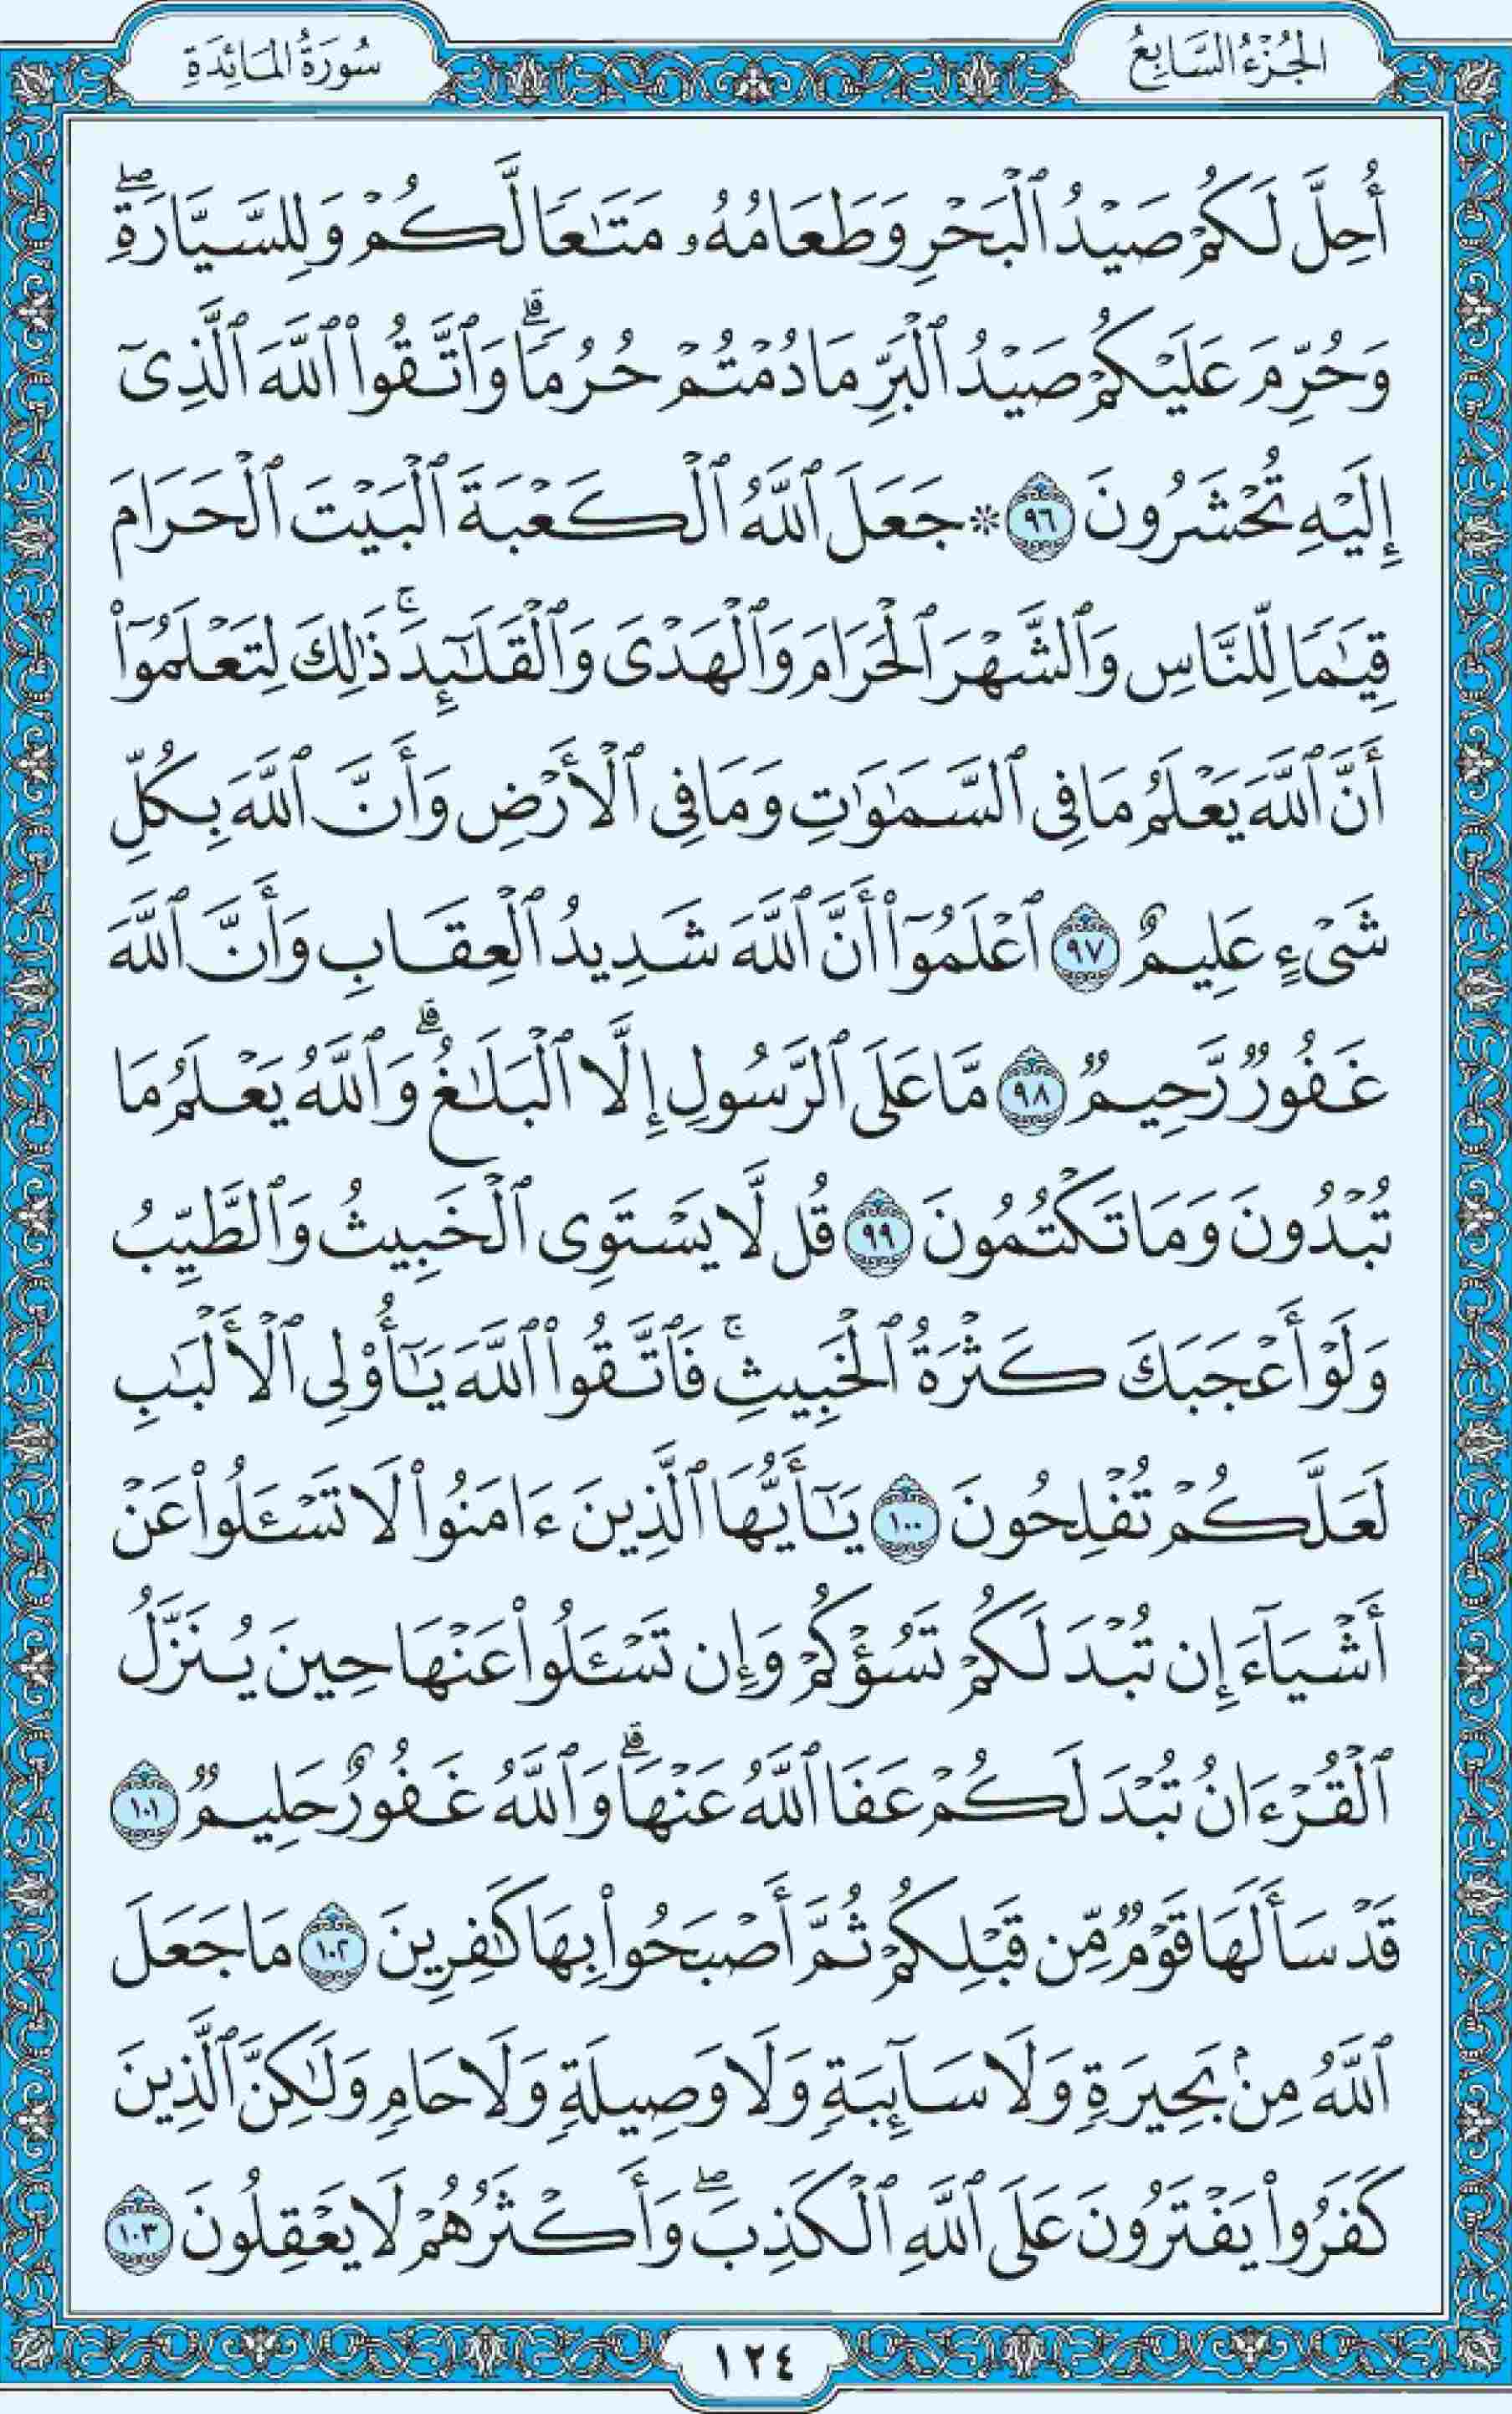 الجُزْءُ السَّابِعُ
سُورَةُ المَائِدَةِ
أُحِلَّ لَكُمْ صَيْدُ ٱلْبَحْرِ وَطَعَامُهُۥ مَتَٰعًا لَّكُمْ وَلِلسَّيَّارَةِۖ
وَحُرِّمَ عَلَيْكُمْ صَيْدُ ٱلْبَرِّ مَا دُمْتُمْ حُرُمًاۗ وَٱتَّقُوا۟ ٱللَّهَ ٱلَّذِىٓ
إِلَيْهِ تُحْشَرُونَ ٩٦ * جَعَلَ ٱللَّهُ ٱلْكَعْبَةَ ٱلْبَيْتَ ٱلْحَرَامَ
قِيَٰمًا لِّلنَّاسِ وَٱلشَّهْرَ ٱلْحَرَامَ وَٱلْهَدْىَ وَٱلْقَلَٰٓئِدَۚ ذَٰلِكَ لِتَعْلَمُوٓا۟
أَنَّ ٱللَّهَ يَعْلَمُ مَا فِى ٱلسَّمَٰوَٰتِ وَمَا فِى ٱلْأَرْضِ وَأَنَّ ٱللَّهَ بِكُلِّ
شَىْءٍ عَلِيمٌ ٩٧ ٱعْلَمُوٓا۟ أَنَّ ٱللَّهَ شَدِيدُ ٱلْعِقَابِ وَأَنَّ ٱللَّهَ
غَفُورٌ رَّحِيمٌ ٩٨ مَّا عَلَى ٱلرَّسُولِ إِلَّا ٱلْبَلَٰغُۗ وَٱللَّهُ يَعْلَمُ مَا
تُبْدُونَ وَمَا تَكْتُمُونَ ٩٩ قُل لَّا يَسْتَوِى ٱلْخَبِيثُ وَٱلطَّيِّبُ
وَلَوْ أَعْجَبَكَ كَثْرَةُ ٱلْخَبِيثِۚ فَٱتَّقُوا۟ ٱللَّهَ يَٰٓأُو۟لِى ٱلْأَلْبَٰبِ
لَعَلَّكُمْ تُفْلِحُونَ ١٠٠ يَٰٓأَيُّهَا ٱلَّذِينَ ءَامَنُوا۟ لَا تَسْـَٔلُوا۟ عَنْ
أَشْيَآءَ إِن تُبْدَ لَكُمْ تَسُؤْكُمْ وَإِن تَسْـَٔلُوا۟ عَنْهَا حِينَ يُنَزَّلُ
ٱلْقُرْءَانُ تُبْدَ لَكُمْ عَفَا ٱللَّهُ عَنْهَاۗ وَٱللَّهُ غَفُورٌ حَلِيمٌ ١٠١
قَدْ سَأَلَهَا قَوْمٌ مِّن قَبْلِكُمْ ثُمَّ أَصْبَحُوا۟ بِهَا كَٰفِرِينَ ١٠٢ مَا جَعَلَ
ٱللَّهُ مِنۢ بَحِيرَةٍ وَلَا سَآئِبَةٍ وَلَا وَصِيلَةٍ وَلَا حَامٍ وَلَٰكِنَّ ٱلَّذِينَ
كَفَرُوا۟ يَفْتَرُونَ عَلَى ٱللَّهِ ٱلْكَذِبَۖ وَأَكْثَرُهُمْ لَا يَعْقِلُونَ ١٠٣
١٢٤